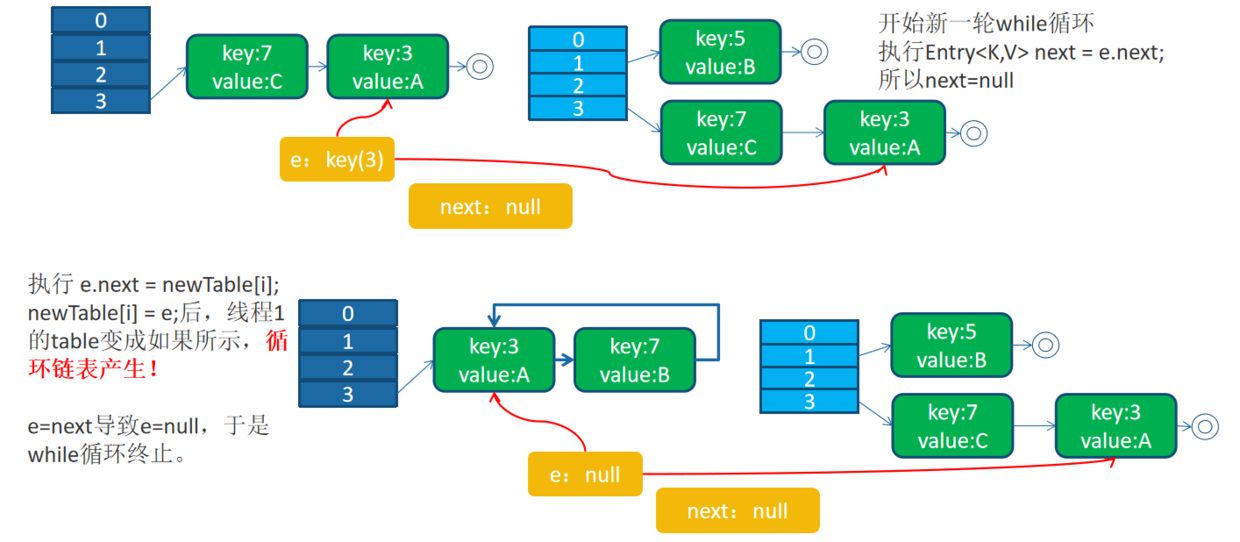 0
1
2
3
key:7
value:C
key:3
value:A
e：key(3)
next：null
0
1
2
3
key:5
value:B
key:7
value:C
key:3
value:A
开始新一轮while循环
执行Entry<K,V> next = e.next;
所以next=null
执行 e.next = newTable[i];
newTable[i] = e;后，线程1
的table变成如果所示，循
环链表产生！
e=next导致e=null，于是
while循环终止。
0
1
2
3
key:3
value:A
key:7
value:B
e：null
next：null
0
1
2
3
key:5
value:B
key:7
value:C
key:3
value:A